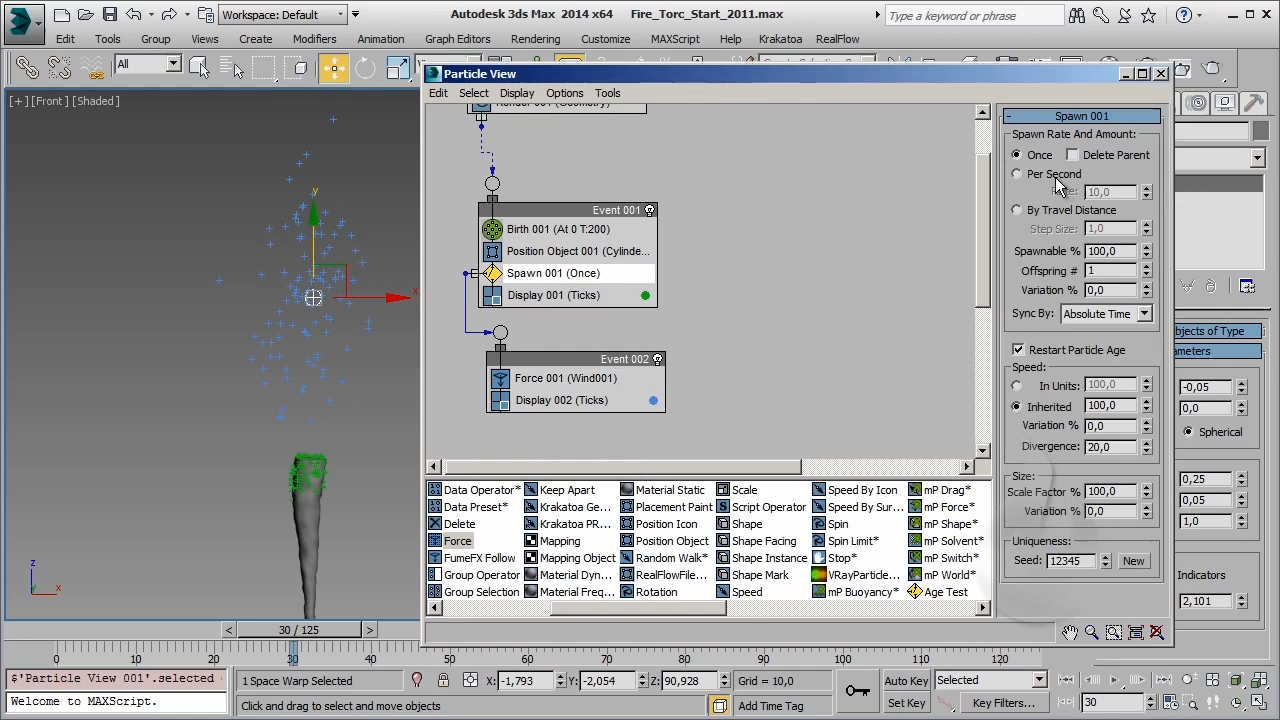 Workspace: Default
Autodesk 3ds Max 2014 x64 Fire_Torc_Start_2011.max
Type a keyword or phrase
Edit Tools Group Views Create Modifiers Animation Graph Editors Rendering Customize MAXScript Help Krakatoa RealFlow
All
Particle View
Edit Select Display Options Tools
[+] [Front] [Shaded]
y
x
z
x
Event 001
Birth 001 (At 0 T:200)
Position Object 001 (Cylinde...
Spawn 001 (Once)
Display 001 (Ticks)
Event 002
Force 001 (Wind001)
Display 002 (Ticks)
Spawn 001
Spawn Rate And Amount:
Once Delete Parent
Per Second
10,0
By Travel Distance
Step Size: 1,0
Spawnable % 100,0
Offspring # 1
Variation % 0,0
Sync By: Absolute Time
Restart Particle Age
Speed:
In Units: 100,0
Inherited 100,0
Variation % 0,0
Divergence: 20,0
Size:
Scale Factor % 100,0
Variation % 0,0
Uniqueness:
Seed: 12345 New
bjects of Type
arameters
-0,05
0,0
Spherical
0,25
0,05
1,0
Indicators
2,101
Data Operator* Keep Apart Material Static Scale Speed By Icon mP Drag*
Data Preset* Krakatoa Ge... Placement Paint Script Operator Speed By Sur... mP Force*
Delete Krakatoa PR... Position Icon Shape Spin mP Shape*
Force Mapping Position Object Shape Facing Spin Limit* mP Solvent*
FumeFX Follow Mapping Object Random Walk* Shape Instance Stop* mP Switch*
Group Operator Material Dyn... RealFlowFile... Shape Mark VRayParticle... mP World*
Group Selection Material Freq... Rotation Speed mP Buoyancy* Age Test
< 30 / 125 >
0 10 20 30 40 50 60 70 80 90 100 110 120
$'Particle View 001'.selected
Welcome to MAXScript.
1 Space Warp Selected
X: -1,793 Y: -2,054 Z: 90,928 Grid = 10,0
Click and drag to select and move objects
Add Time Tag
Auto Key Selected
Set Key Key Filters... 30